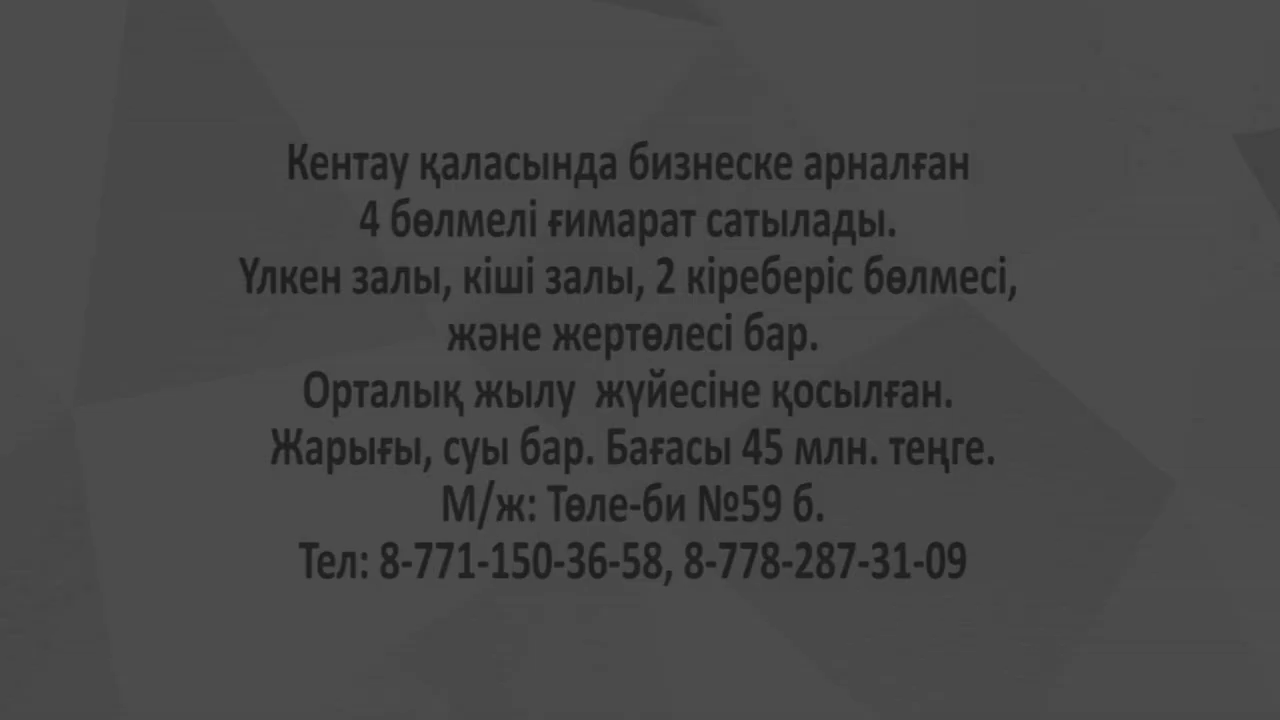 Кентау қаласында бизнеске арналған
4 бөлмелі ғимарат сатылады.
Үлкен залы, кіші залы, 2 кіреберіс бөлмесі,
және жертөлесі бар.
Орталық жылу  жүйесіне қосылған.
Жарығы, суы бар. Бағасы 45 млн. теңге.
М/ж: Төле-би №59 б.
Тел: 8-771-150-36-58, 8-778-287-31-09